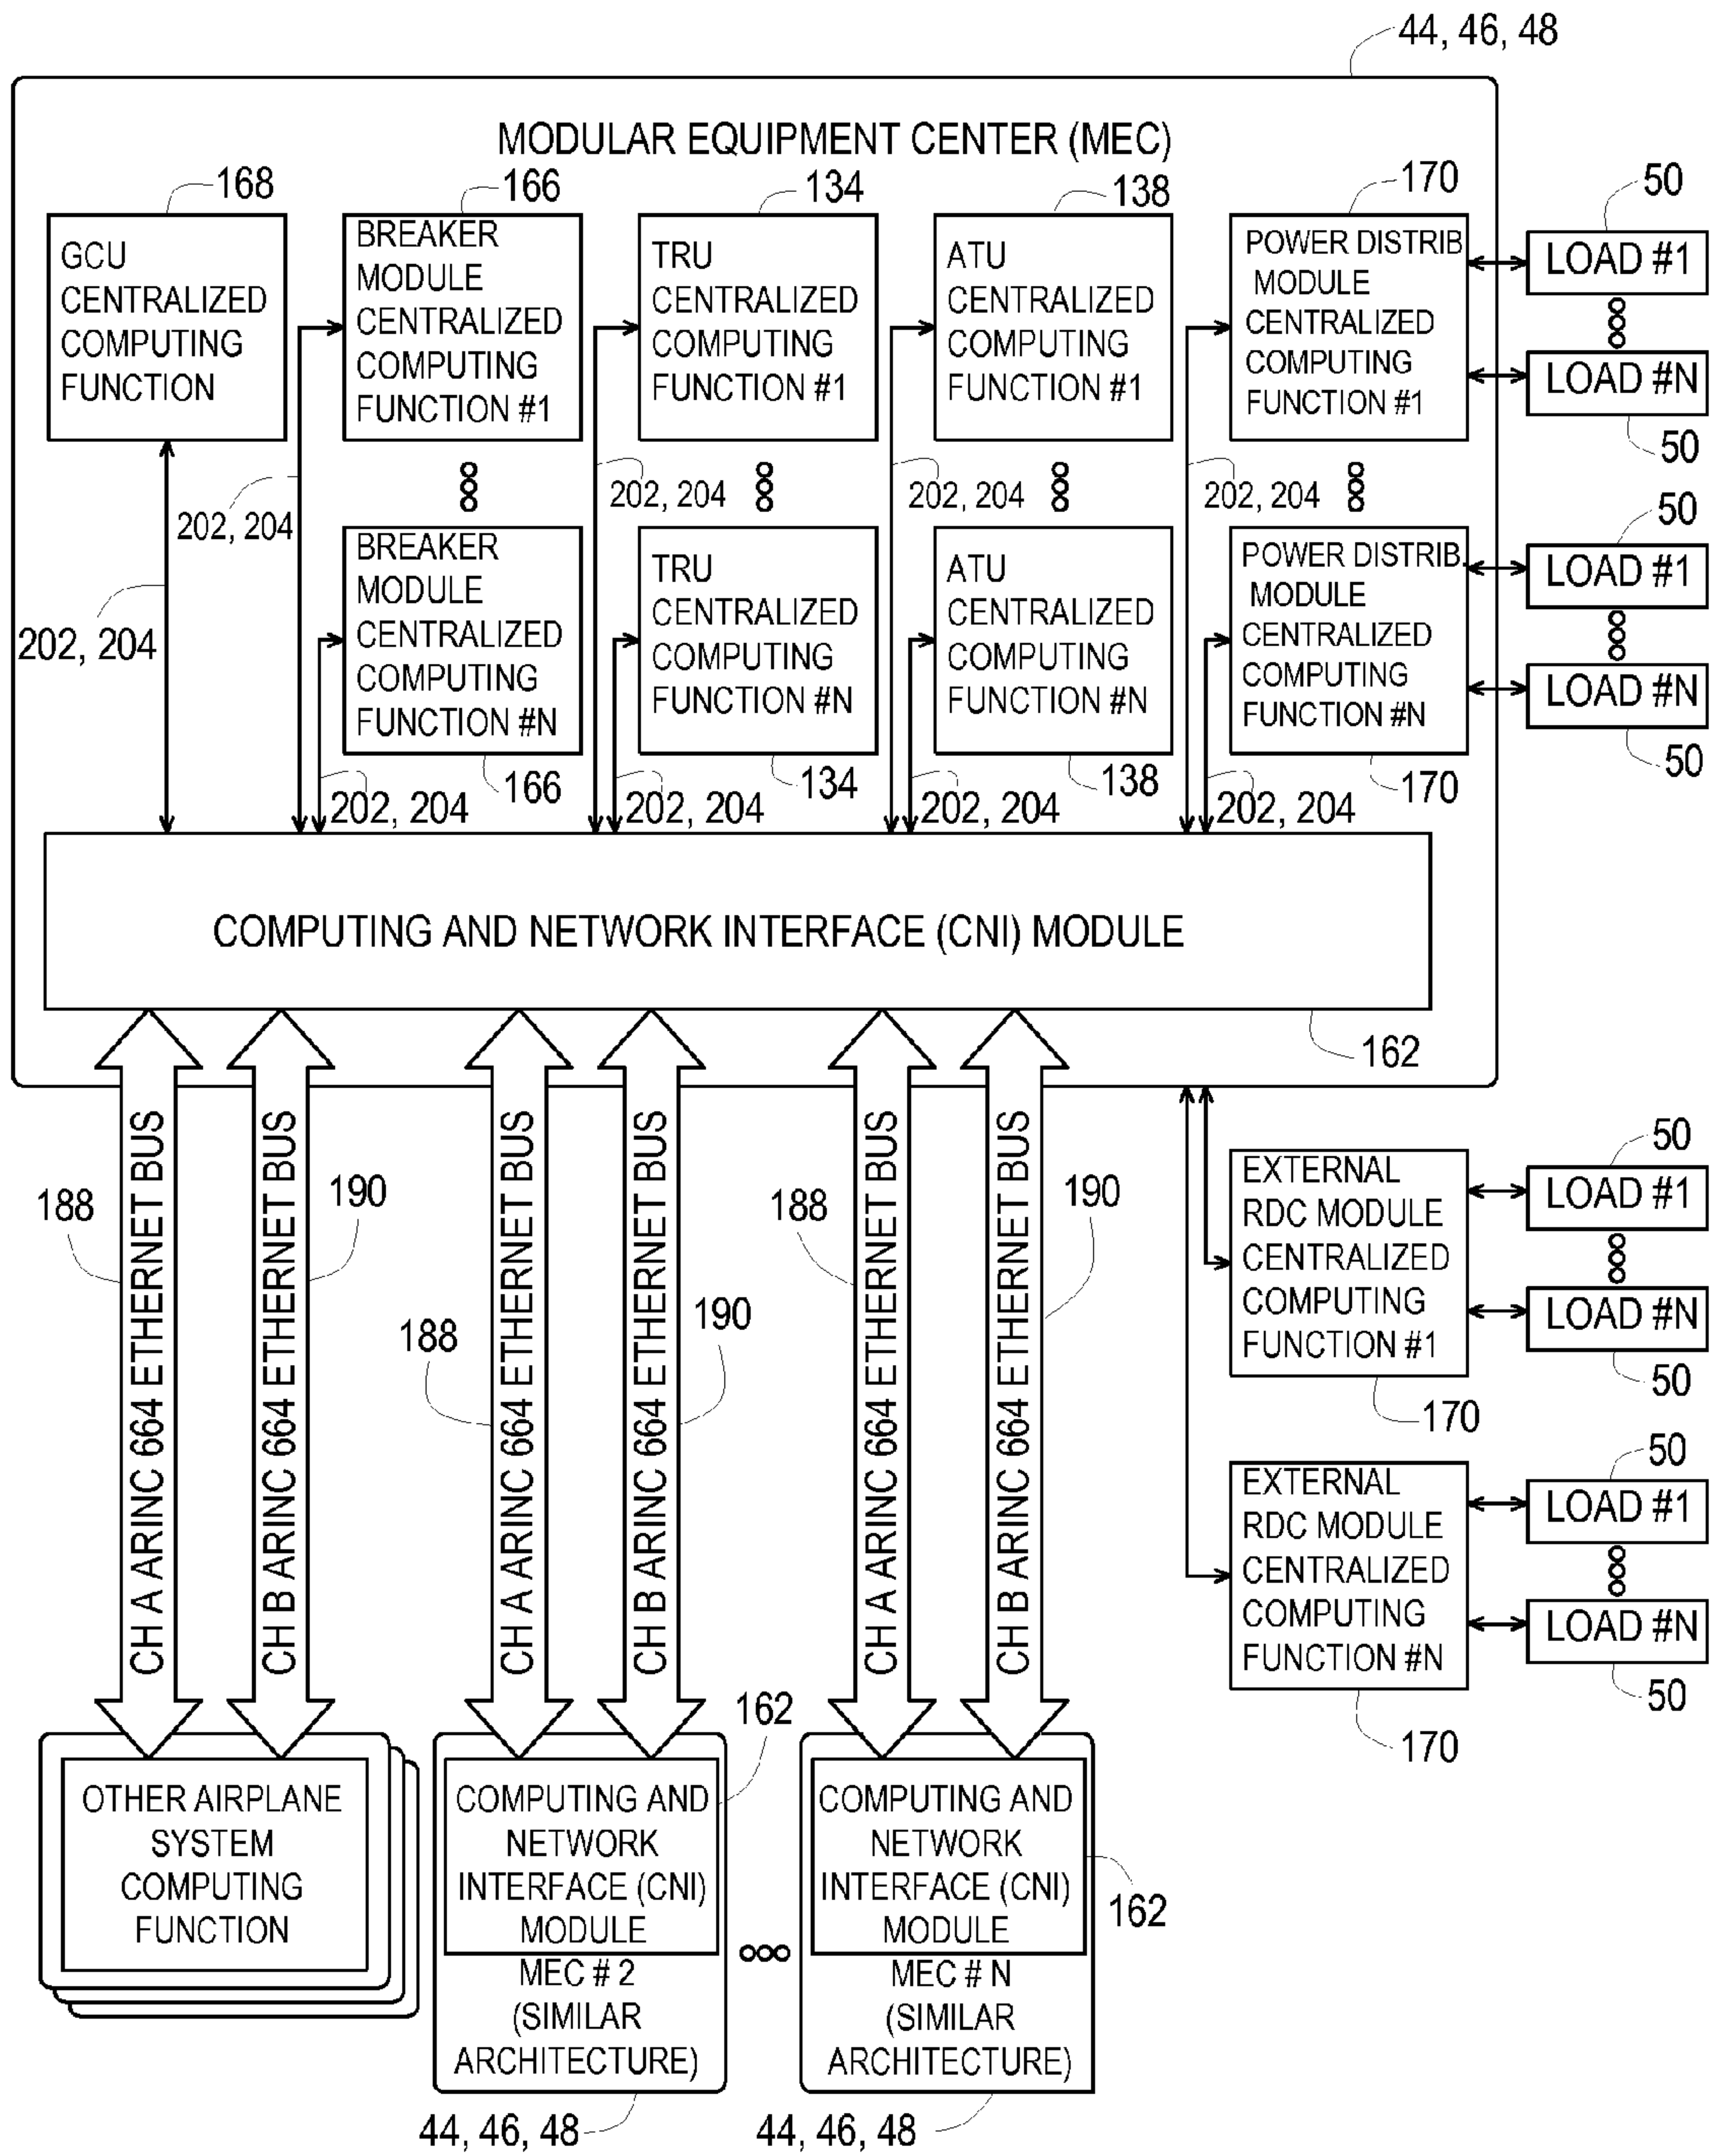 44, 46, 48
MODULAR EQUIPMENT CENTER (MEC)
168
GCU
CENTRALIZED
COMPUTING
FUNCTION
166
BREAKER
MODULE
CENTRALIZED
COMPUTING
FUNCTION #1
134
TRU
CENTRALIZED
COMPUTING
FUNCTION #1
138
ATU
CENTRALIZED
COMPUTING
FUNCTION #1
170
POWER DISTRIB
MODULE
CENTRALIZED
COMPUTING
FUNCTION #1
50
LOAD #1
LOAD #N
50
202, 204
202, 204
202, 204
202, 204
202, 204
BREAKER
MODULE
CENTRALIZED
COMPUTING
FUNCTION #N
166
TRU
CENTRALIZED
COMPUTING
FUNCTION #N
134
ATU
CENTRALIZED
COMPUTING
FUNCTION #N
138
POWER DISTRIB.
MODULE
CENTRALIZED
COMPUTING
FUNCTION #N
170
50
LOAD #1
LOAD #N
50
202, 204
202, 204
202, 204
202, 204
COMPUTING AND NETWORK INTERFACE (CNI) MODULE
162
188
CH A ARINC 664 ETHERNET BUS
CH B ARINC 664 ETHERNET BUS
190
188
CH A ARINC 664 ETHERNET BUS
CH B ARINC 664 ETHERNET BUS
190
188
CH A ARINC 664 ETHERNET BUS
CH B ARINC 664 ETHERNET BUS
190
EXTERNAL
RDC MODULE
CENTRALIZED
COMPUTING
FUNCTION #1
170
50
LOAD #1
LOAD #N
50
EXTERNAL
RDC MODULE
CENTRALIZED
COMPUTING
FUNCTION #N
170
50
LOAD #1
LOAD #N
50
OTHER AIRPLANE
SYSTEM
COMPUTING
FUNCTION
162
COMPUTING AND
NETWORK
INTERFACE (CNI)
MODULE
MEC # 2
(SIMILAR
ARCHITECTURE)
44, 46, 48
COMPUTING AND
NETWORK
INTERFACE (CNI)
MODULE
162
MEC # N
(SIMILAR
ARCHITECTURE)
44, 46, 48